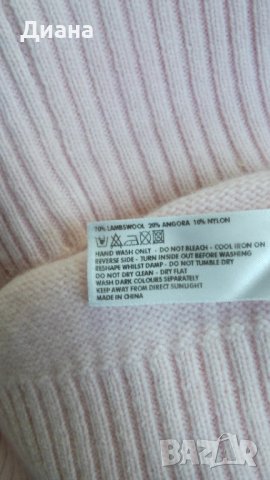 Диана
70% LAMBSWOOL 20% ANGORA 10% NYLON
HAND WASH ONLY - DO NOT BLEACH - COOL IRON ON
REVERSE SIDE - TURN INSIDE OUT BEFORE WASHING
RESHAPE WHILST DAMP - DO NOT TUMBLE DRY
DO NOT DRY CLEAN - DRY FLAT
WASH DARK COLOURS SEPARATELY
KEEP AWAY FROM DIRECT SUNLIGHT
MADE IN CHINA
BAZAR
bg